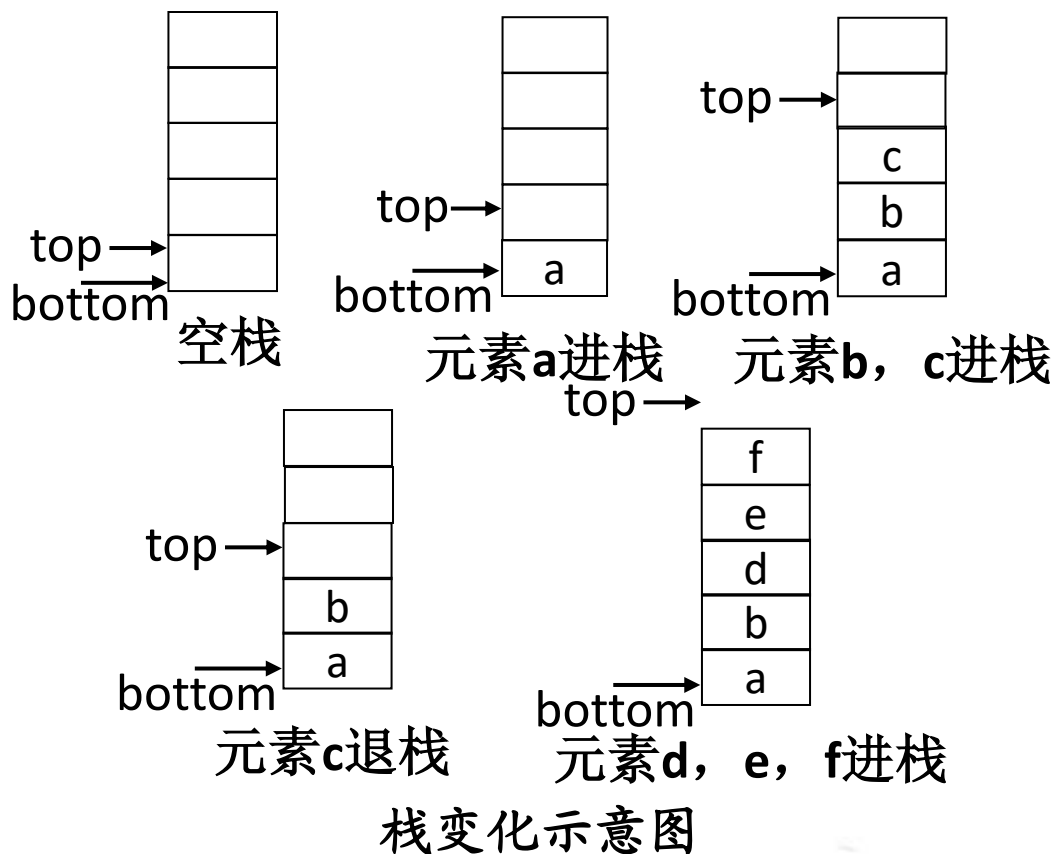 top
bottom
空栈
top
a
bottom
元素a进栈
top
c
b
a
bottom
元素b，c进栈
top
b
a
bottom
元素c退栈
top
f
e
d
b
a
bottom
元素d，e，f进栈
栈变化示意图